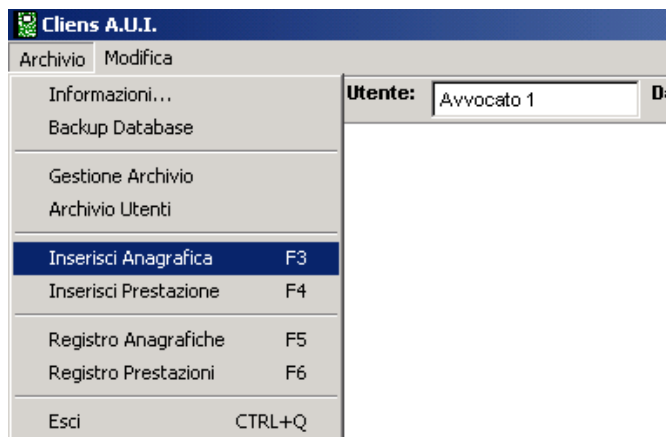 Cliens A.U.I.
Archivio Modifica
Informazioni...
Utente: Avvocato 1
Backup Database
Gestione Archivio
Archivio Utenti
Inserisci Anagrafica F3
Inserisci Prestazione F4
Registro Anagrafiche F5
Registro Prestazioni F6
Esci CTRL+Q